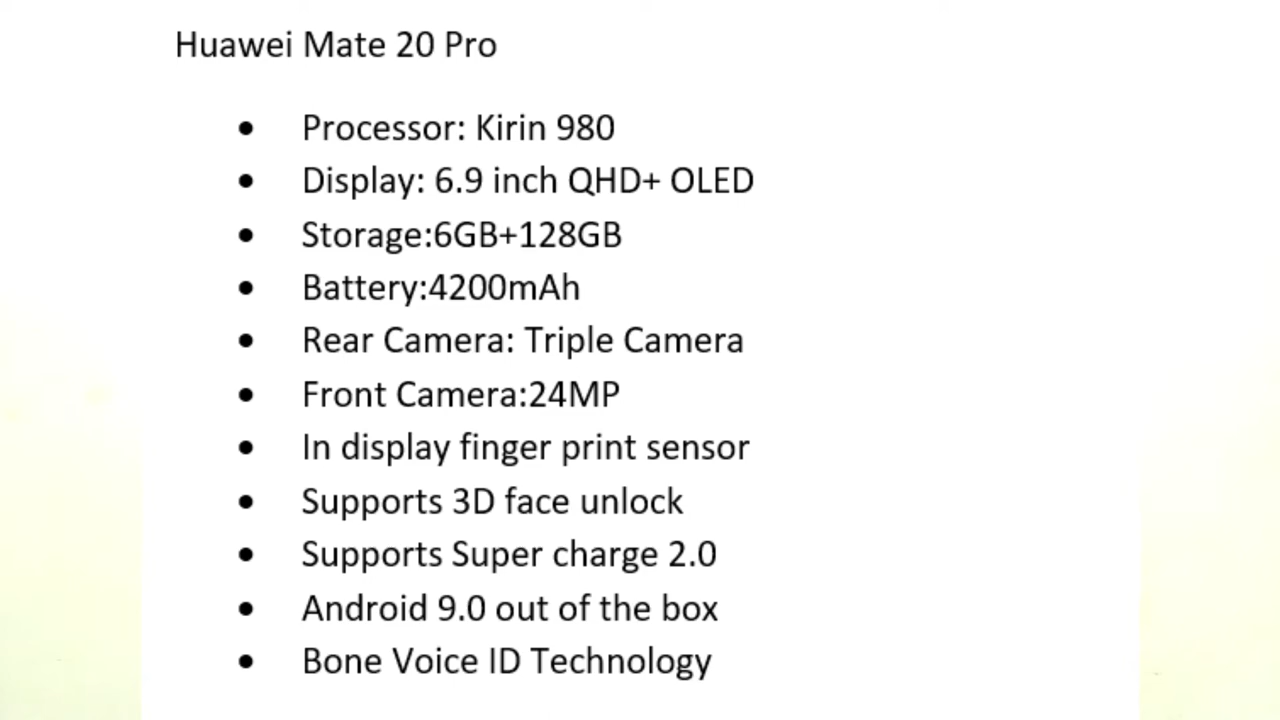 Huawei Mate 20 Pro
• Processor: Kirin 980
• Display: 6.9 inch QHD+ OLED
• Storage:6GB+128GB
• Battery:4200mAh
• Rear Camera: Triple Camera
• Front Camera:24MP
• In display finger print sensor
• Supports 3D face unlock
• Supports Super charge 2.0
• Android 9.0 out of the box
• Bone Voice ID Technology